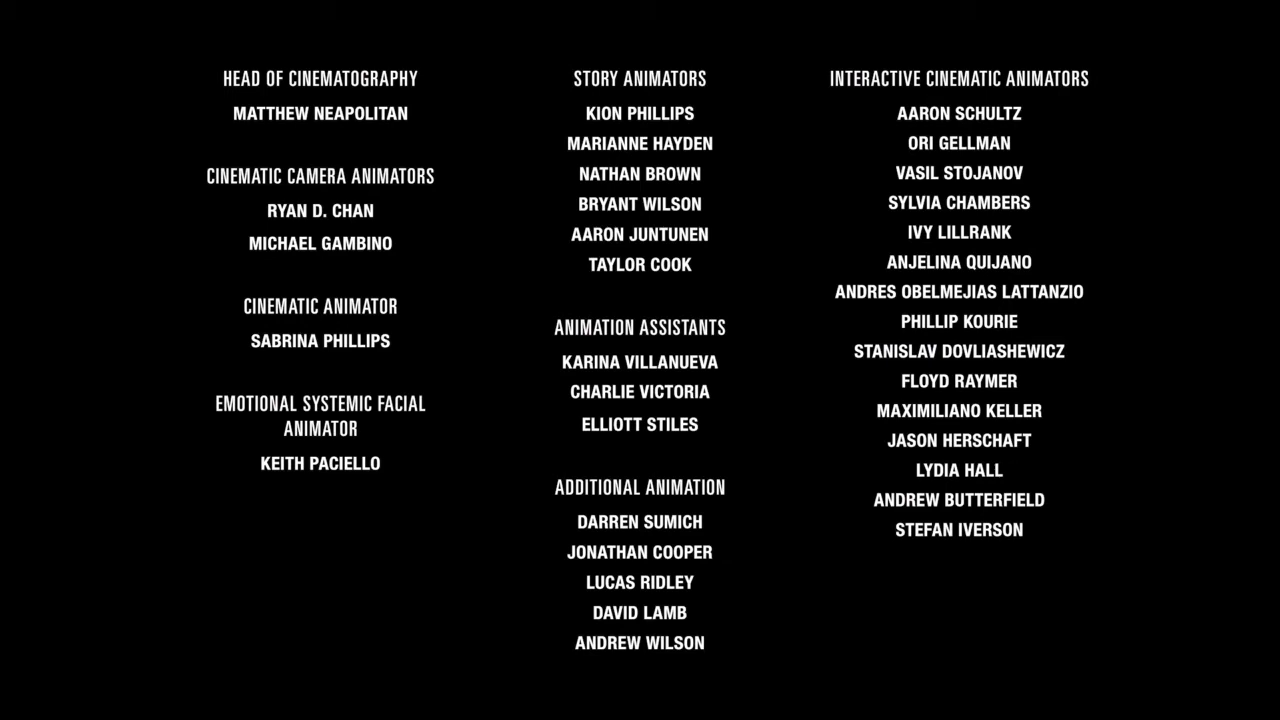 HEAD OF CINEMATOGRAPHY
MATTHEW NEAPOLITAN
CINEMATIC CAMERA ANIMATORS
RYAN D. CHAN
MICHAEL GAMBINO
CINEMATIC ANIMATOR
SABRINA PHILLIPS
EMOTIONAL SYSTEMIC FACIAL
ANIMATOR
KEITH PACIELLO
STORY ANIMATORS
KION PHILLIPS
MARIANNE HAYDEN
NATHAN BROWN
BRYANT WILSON
AARON JUNTUNEN
TAYLOR COOK
ANIMATION ASSISTANTS
KARINA VILLANUEVA
CHARLIE VICTORIA
ELLIOTT STILES
ADDITIONAL ANIMATION
DARREN SUMICH
JONATHAN COOPER
LUCAS RIDLEY
DAVID LAMB
ANDREW WILSON
INTERACTIVE CINEMATIC ANIMATORS
AARON SCHULTZ
ORI GELLMAN
VASIL STOJANOV
SYLVIA CHAMBERS
IVY LILLRANK
ANJELINA QUIJANO
ANDRES OBELMEJIAS LATTANZIO
PHILLIP KOURIE
STANISLAV DOVLIASHEWICZ
FLOYD RAYMER
MAXIMILIANO KELLER
JASON HERSCHAFT
LYDIA HALL
ANDREW BUTTERFIELD
STEFAN IVERSON